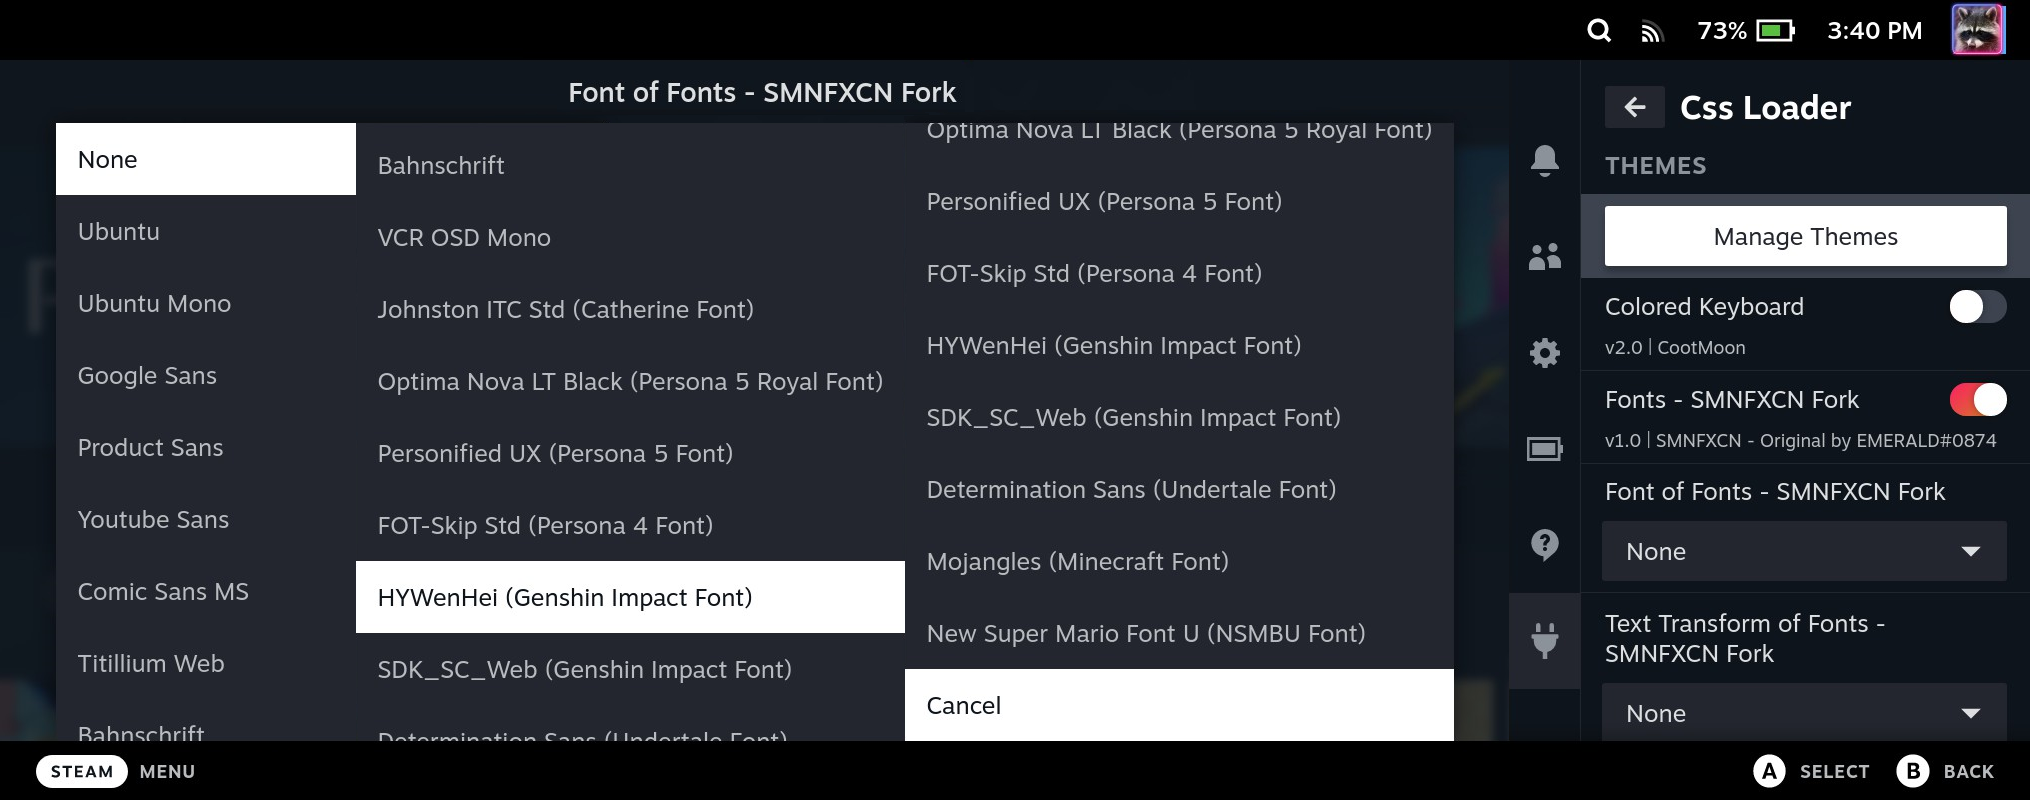 73%
3:40 PM
Font of Fonts - SMNFXCN Fork
None
Ubuntu
Ubuntu Mono
Google Sans
Product Sans
Youtube Sans
Comic Sans MS
Titillium Web
Bahnschrift
Bahnschrift
VCR OSD Mono
Johnston ITC Std (Catherine Font)
Optima Nova LT Black (Persona 5 Royal Font)
Personified UX (Persona 5 Font)
FOT-Skip Std (Persona 4 Font)
HYWenHei (Genshin Impact Font)
SDK_SC_Web (Genshin Impact Font)
Determination Sans (Undertale Font)
Optima Nova LT Black (Persona 5 Royal Font)
Personified UX (Persona 5 Font)
FOT-Skip Std (Persona 4 Font)
HYWenHei (Genshin Impact Font)
SDK_SC_Web (Genshin Impact Font)
Determination Sans (Undertale Font)
Mojangles (Minecraft Font)
New Super Mario Font U (NSMBU Font)
Cancel
Css Loader
THEMES
Manage Themes
Colored Keyboard
v2.0 | CootMoon
Fonts - SMNFXCN Fork
v1.0 | SMNFXCN - Original by EMERALD#0874
Font of Fonts - SMNFXCN Fork
None
Text Transform of Fonts -
SMNFXCN Fork
None
STEAM MENU
A SELECT B BACK